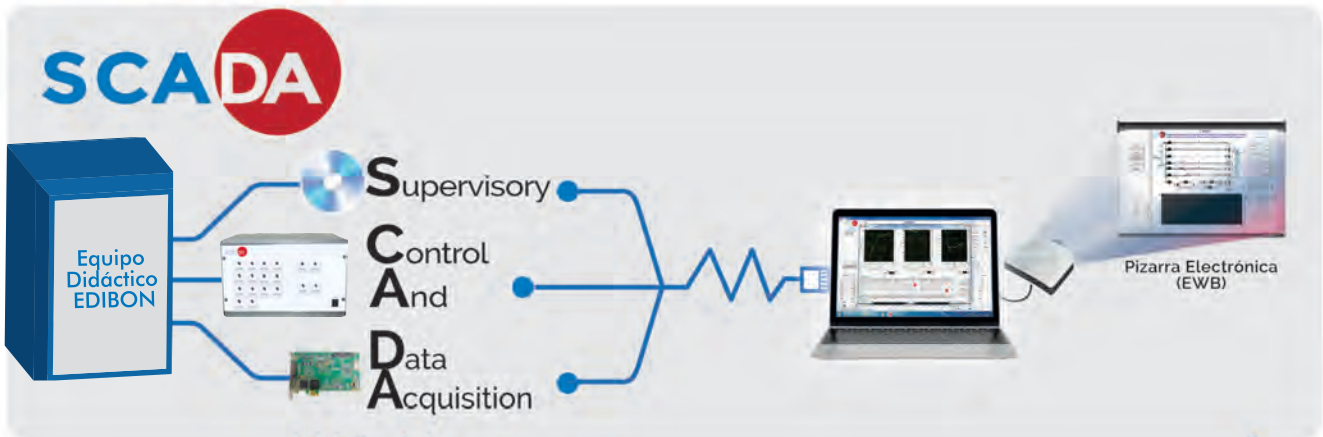 SCADA
Equipo
Didáctico
EDIBON
Supervisory
Control
And
Data
Acquisition
Pizarra Electrónica
(EWB)